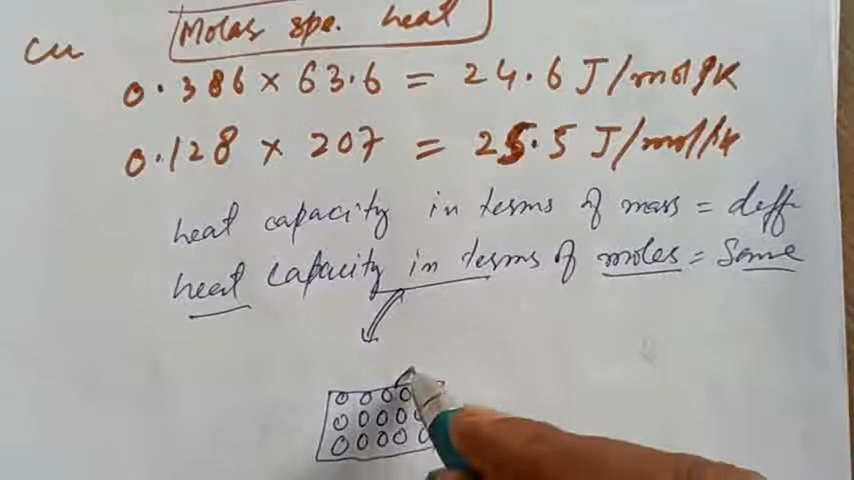 Molar spe. heat
Cu
0.386 × 63.6 = 24.6 J/mol/K
0.128 × 207 = 25.5 J/mol/K
heat capacity in terms of mass = diff
heat capacity in terms of moles = Same